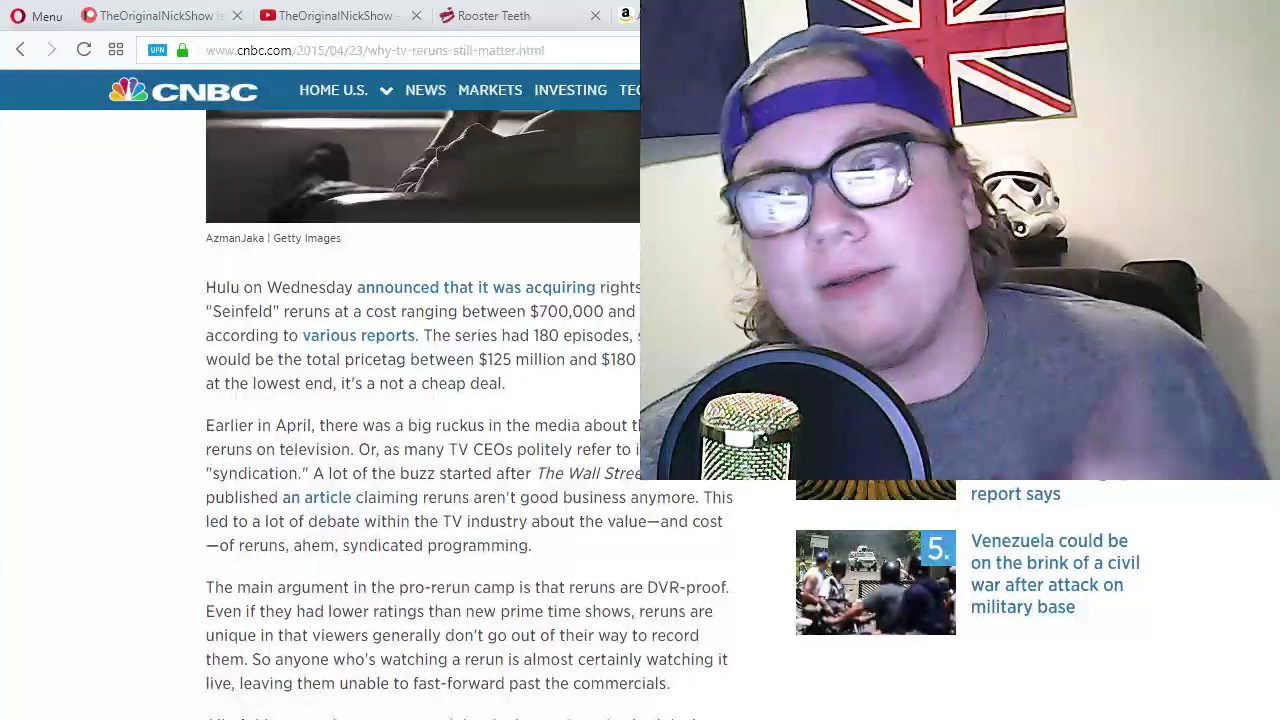 Menu
TheOriginalNickShow is
TheOriginalNickShow -
Rooster Teeth
VPN
www.cnbc.com/2015/04/23/why-tv-reruns-still-matter.html
CNBC
HOME U.S.
NEWS
MARKETS
INVESTING
AzmanJaka | Getty Images
Hulu on Wednesday announced that it was acquiring rights
"Seinfeld" reruns at a cost ranging between $700,000 and
according to various reports. The series had 180 episodes,
would be the total pricetag between $125 million and $180
at the lowest end, it's a not a cheap deal.
Earlier in April, there was a big ruckus in the media about
reruns on television. Or, as many TV CEOs politely refer to
"syndication." A lot of the buzz started after The Wall
published an article claiming reruns aren't good business anymore. This
led to a lot of debate within the TV industry about the value—and cost
—of reruns, ahem, syndicated programming.
The main argument in the pro-rerun camp is that reruns are DVR-proof.
Even if they had lower ratings than new prime time shows, reruns are
unique in that viewers generally don't go out of their way to record
them. So anyone who's watching a rerun is almost certainly watching it
live, leaving them unable to fast-forward past the commercials.
report says
5.
Venezuela could be
on the brink of a civil
war after attack on
military base